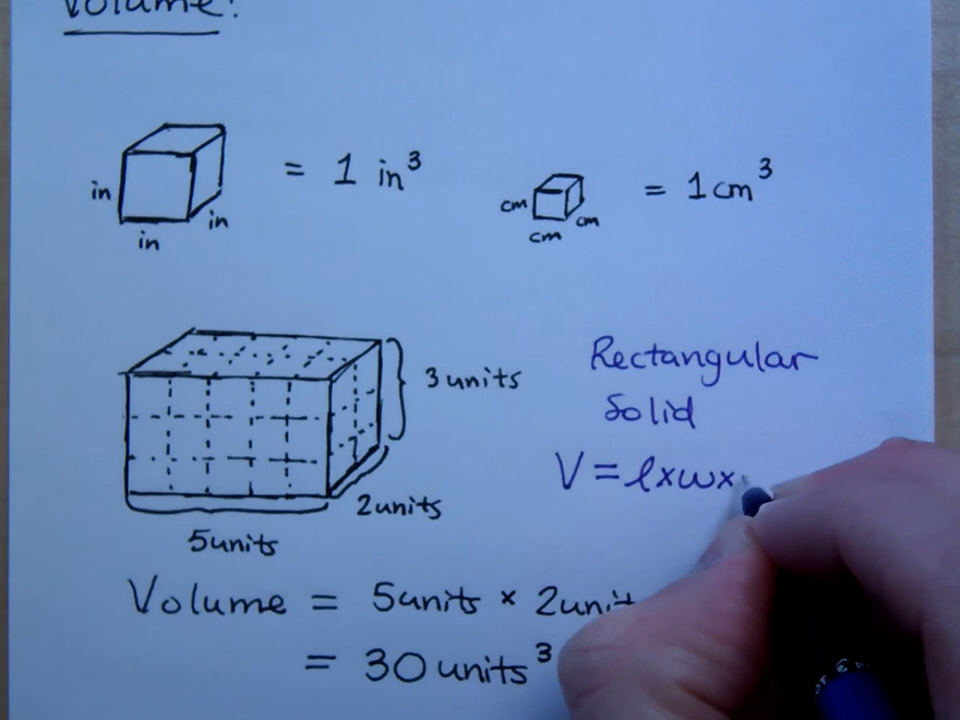 Volume:
= 1 in³
in
in
in
= 1 cm³
cm
cm
cm
3 units
2 units
5 units
Rectangular
Solid
V = l x w x
Volume = 5 units × 2 unit
= 30 units³